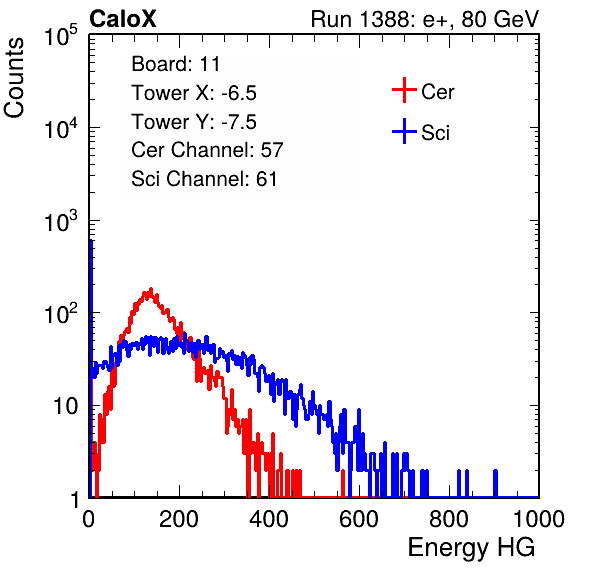 CaloX Run 1388: e+, 80 GeV
Counts
Board: 11
Tower X: -6.5
Tower Y: -7.5
Cer Channel: 57
Sci Channel: 61
Cer
Sci
10^5
10^4
10^3
10^2
10
1
0 200 400 600 800 1000
Energy HG